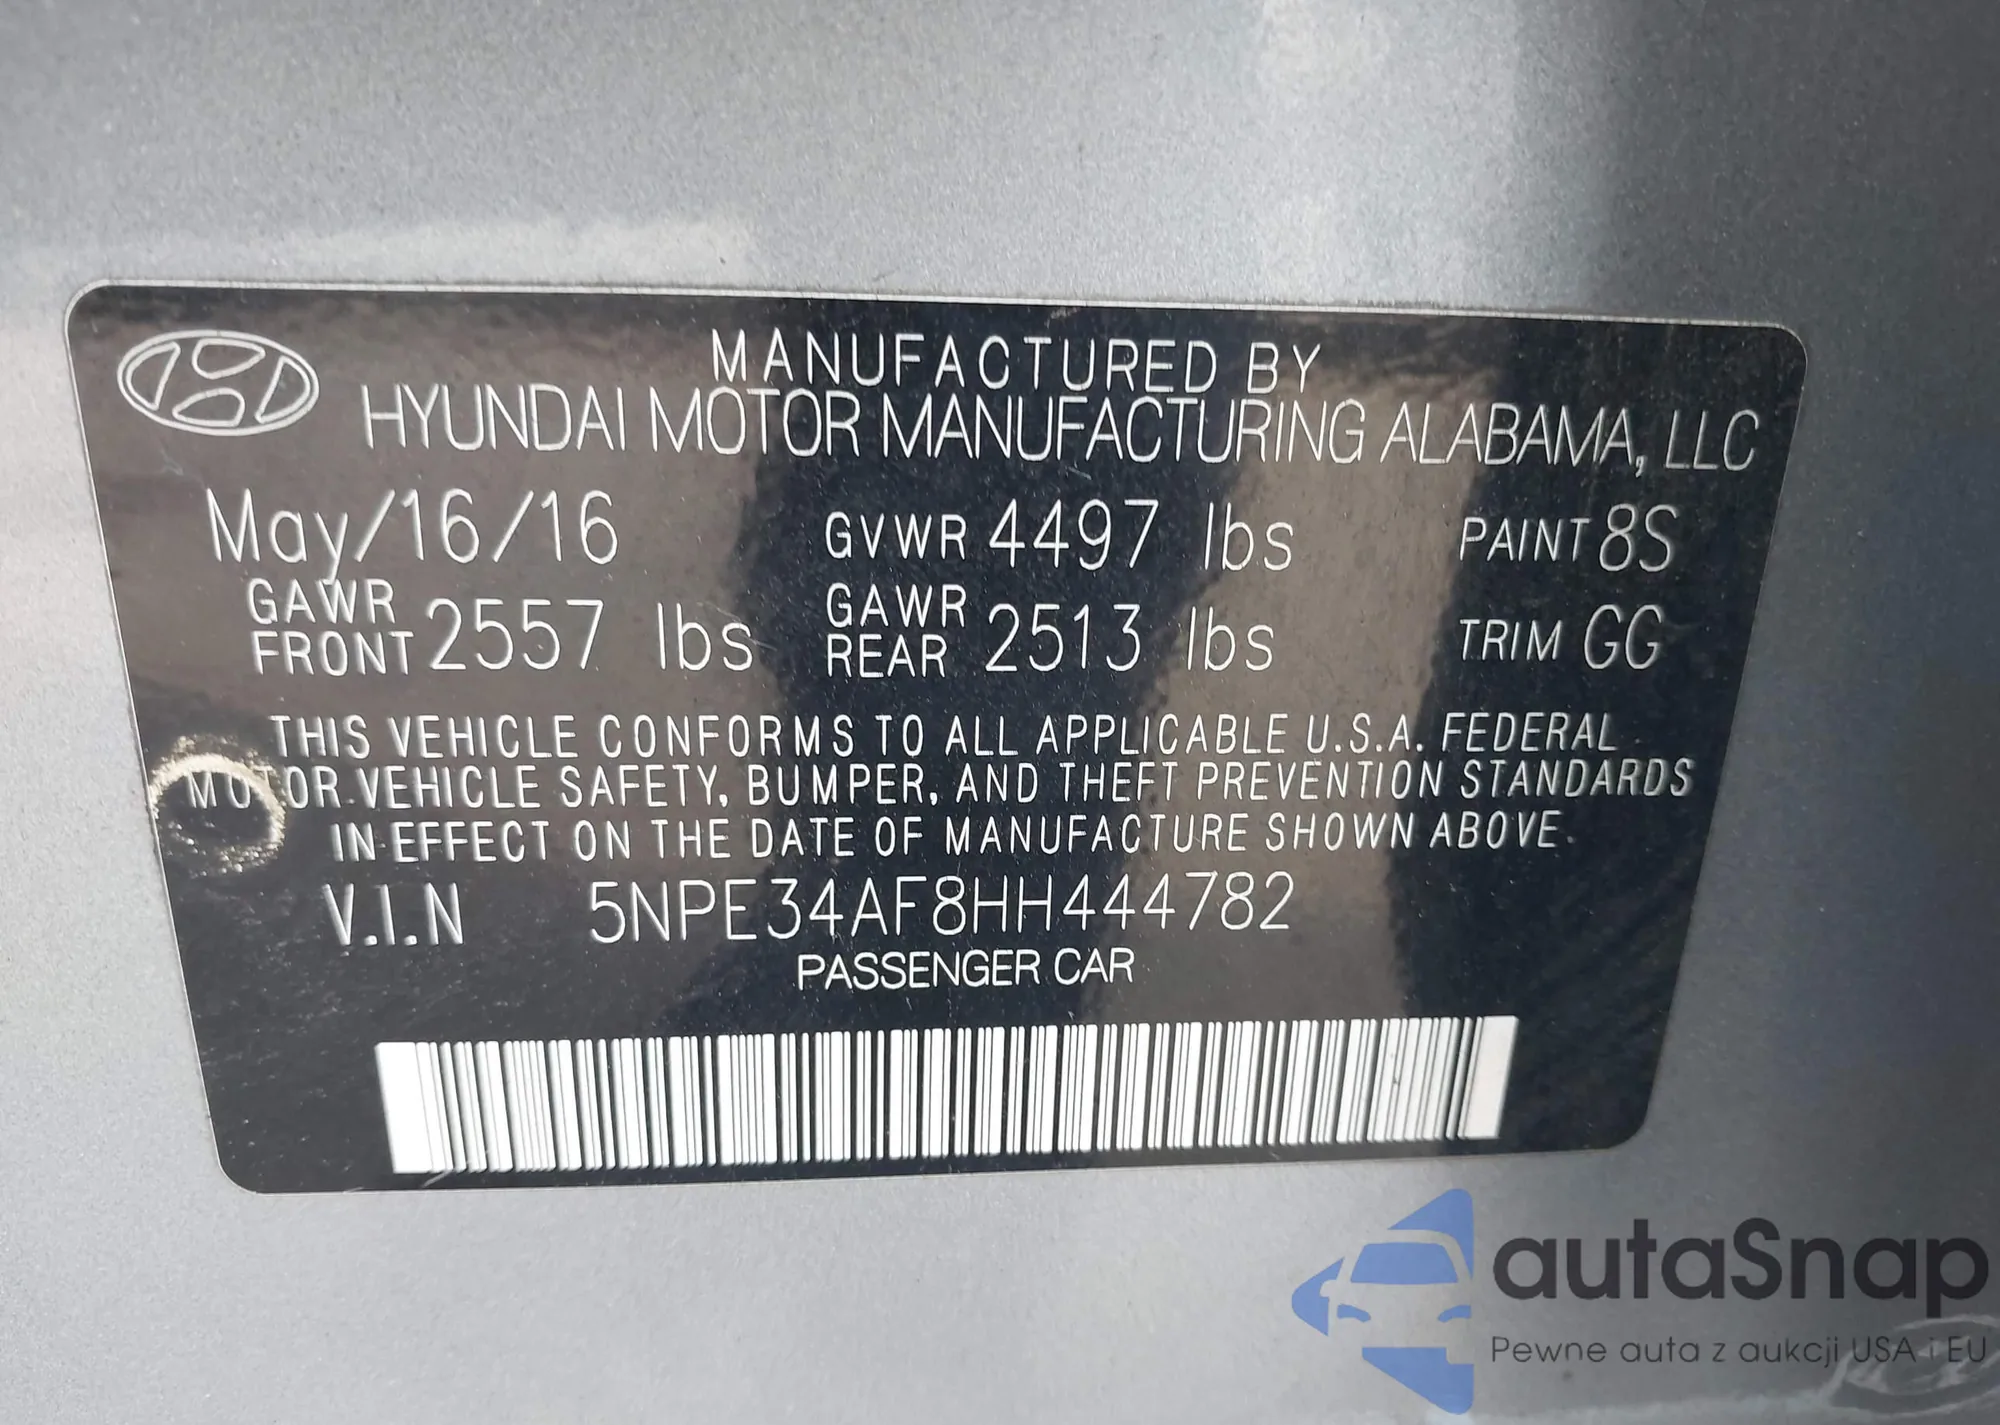 MANUFACTURED BY
HYUNDAI MOTOR MANUFACTURING ALABAMA, LLC
May/16/16 GVWR 4497 lbs PAINT 8S
GAWR FRONT 2557 lbs GAWR REAR 2513 lbs TRIM GG
THIS VEHICLE CONFORMS TO ALL APPLICABLE U.S.A. FEDERAL
MOTOR VEHICLE SAFETY, BUMPER, AND THEFT PREVENTION STANDARDS
IN EFFECT ON THE DATE OF MANUFACTURE SHOWN ABOVE.
V.I.N 5NPE34AF8HH444782
PASSENGER CAR
autaSnap
Pewne auta z aukcji USA i EU